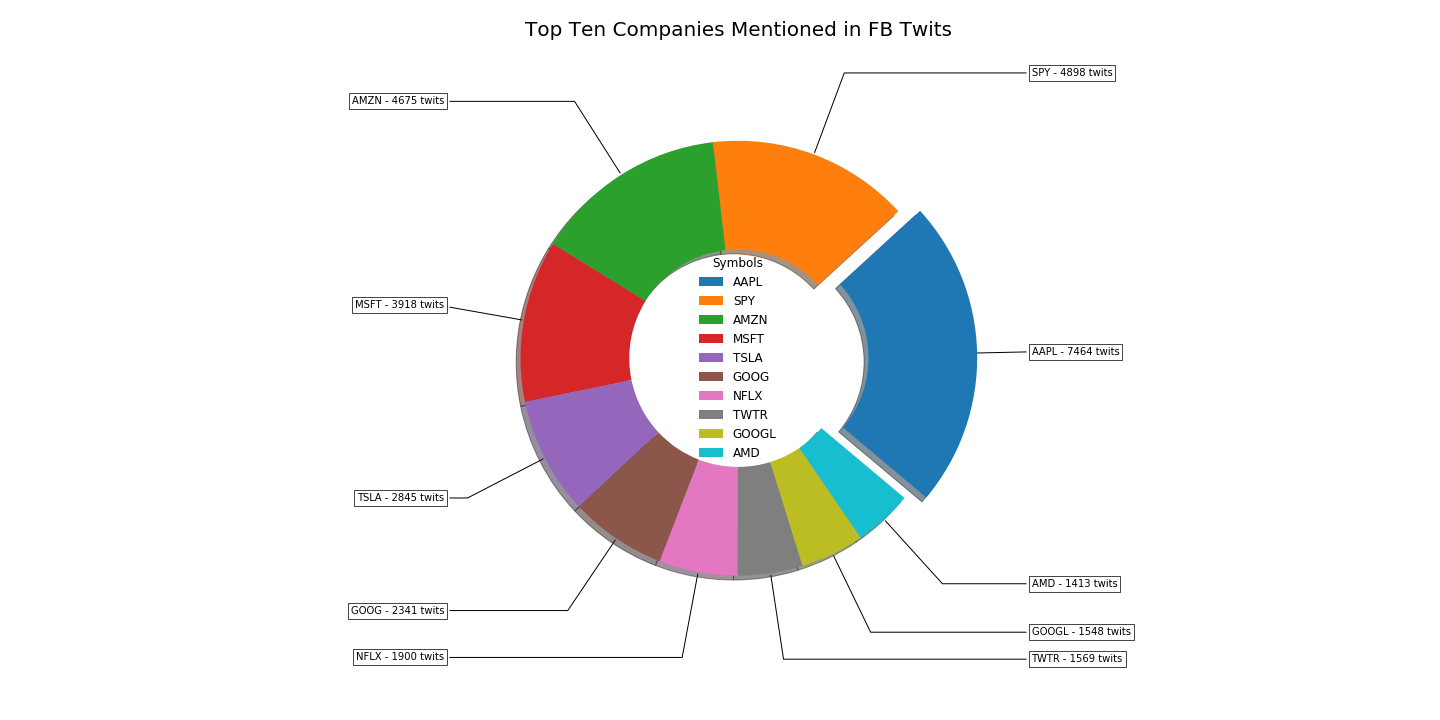 Top Ten Companies Mentioned in FB Twits
SPY - 4898 twits
AMZN - 4675 twits
MSFT - 3918 twits
AAPL - 7464 twits
TSLA - 2845 twits
GOOG - 2341 twits
NFLX - 1900 twits
AMD - 1413 twits
GOOGL - 1548 twits
TWTR - 1569 twits
Symbols
AAPL
SPY
AMZN
MSFT
TSLA
GOOG
NFLX
TWTR
GOOGL
AMD